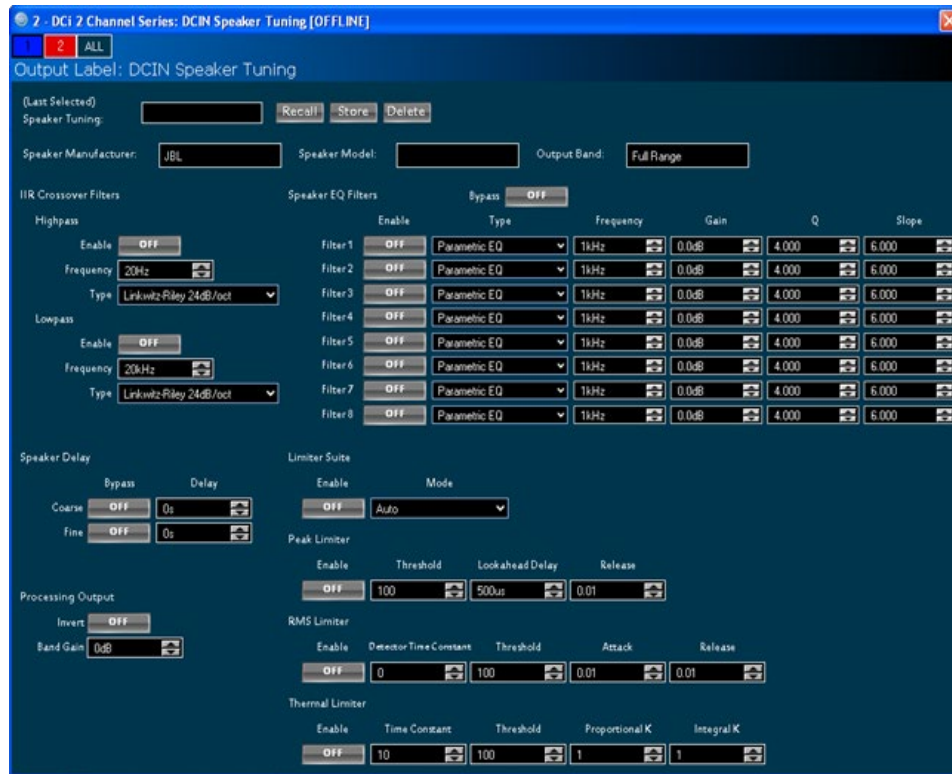 2 - DCi 2 Channel Series: DCIN Speaker Tuning [OFFLINE]
1 2 ALL
Output Label: DCIN Speaker Tuning
(Last Selected)
Speaker Tuning: Recall Store Delete
Speaker Manufacturer: JBL Speaker Model: Output Band: Full Range
IIR Crossover Filters Speaker EQ Filters Bypass OFF
Highpass Enable Type Frequency Gain Q Slope
Enable OFF Filter 1 OFF Parametric EQ 1kHz 0.0dB 4.000 6.000
Frequency 20Hz Filter 2 OFF Parametric EQ 1kHz 0.0dB 4.000 6.000
Type Linkwitz-Riley 24dB/oct Filter 3 OFF Parametric EQ 1kHz 0.0dB 4.000 6.000
Lowpass Filter 4 OFF Parametric EQ 1kHz 0.0dB 4.000 6.000
Enable OFF Filter 5 OFF Parametric EQ 1kHz 0.0dB 4.000 6.000
Frequency 20kHz Filter 6 OFF Parametric EQ 1kHz 0.0dB 4.000 6.000
Type Linkwitz-Riley 24dB/oct Filter 7 OFF Parametric EQ 1kHz 0.0dB 4.000 6.000
Filter 8 OFF Parametric EQ 1kHz 0.0dB 4.000 6.000
Speaker Delay Limiter Suite
Bypass Delay Enable Mode
Coarse OFF 0s OFF Auto
Fine OFF 0s
Peak Limiter
Enable Threshold Lookahead Delay Release
OFF 100 500us 0.01
Processing Output
Invert OFF RMS Limiter
Band Gain 0dB Enable Detector Time Constant Threshold Attack Release
OFF 0 100 0.01 0.01
Thermal Limiter
Enable Time Constant Threshold Proportional K Integral K
OFF 10 100 1 1